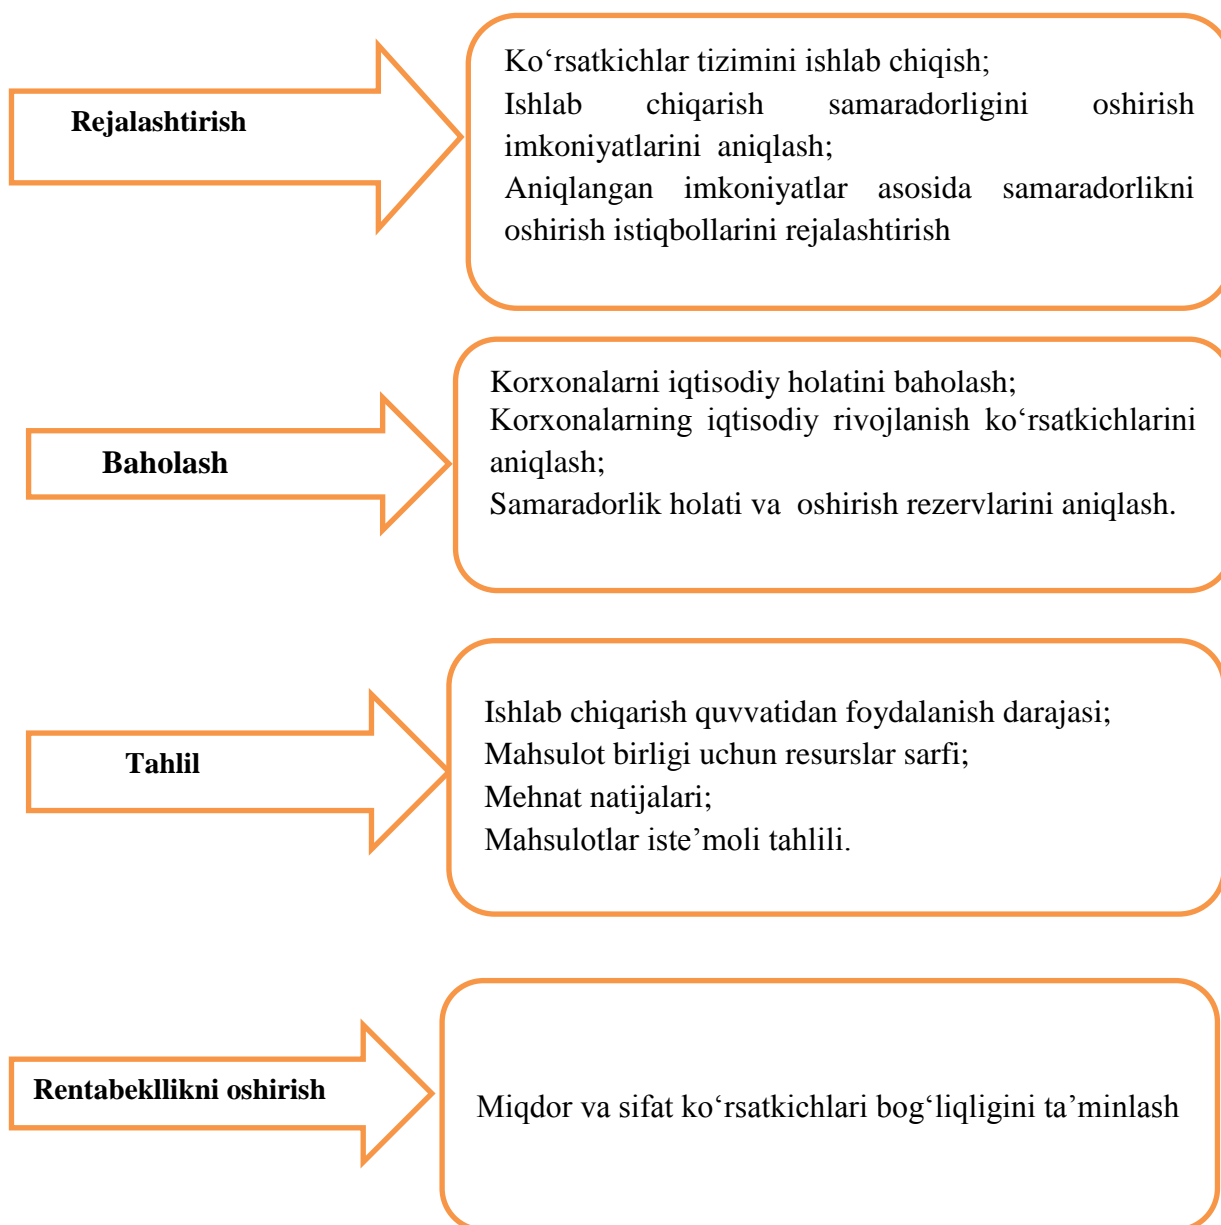 Rejalashtirish
Ko‘rsatkichlar tizimini ishlab chiqish;
Ishlab chiqarish samaradorligini oshirish
imkoniyatlarini aniqlash;
Aniqlangan imkoniyatlar asosida samaradorlikni
oshirish istiqbollarini rejalashtirish
Baholash
Korxonalarni iqtisodiy holatini baholash;
Korxonalarning iqtisodiy rivojlanish ko‘rsatkichlarini
aniqlash;
Samaradorlik holati va oshirish rezervlarini aniqlash.
Tahlil
Ishlab chiqarish quvvatidan foydalanish darajasi;
Mahsulot birligi uchun resurslar sarfi;
Mehnat natijalari;
Mahsulotlar iste’moli tahlili.
Rentabekllikni oshirish
Miqdor va sifat ko‘rsatkichlari bog‘liqligini ta’minlash